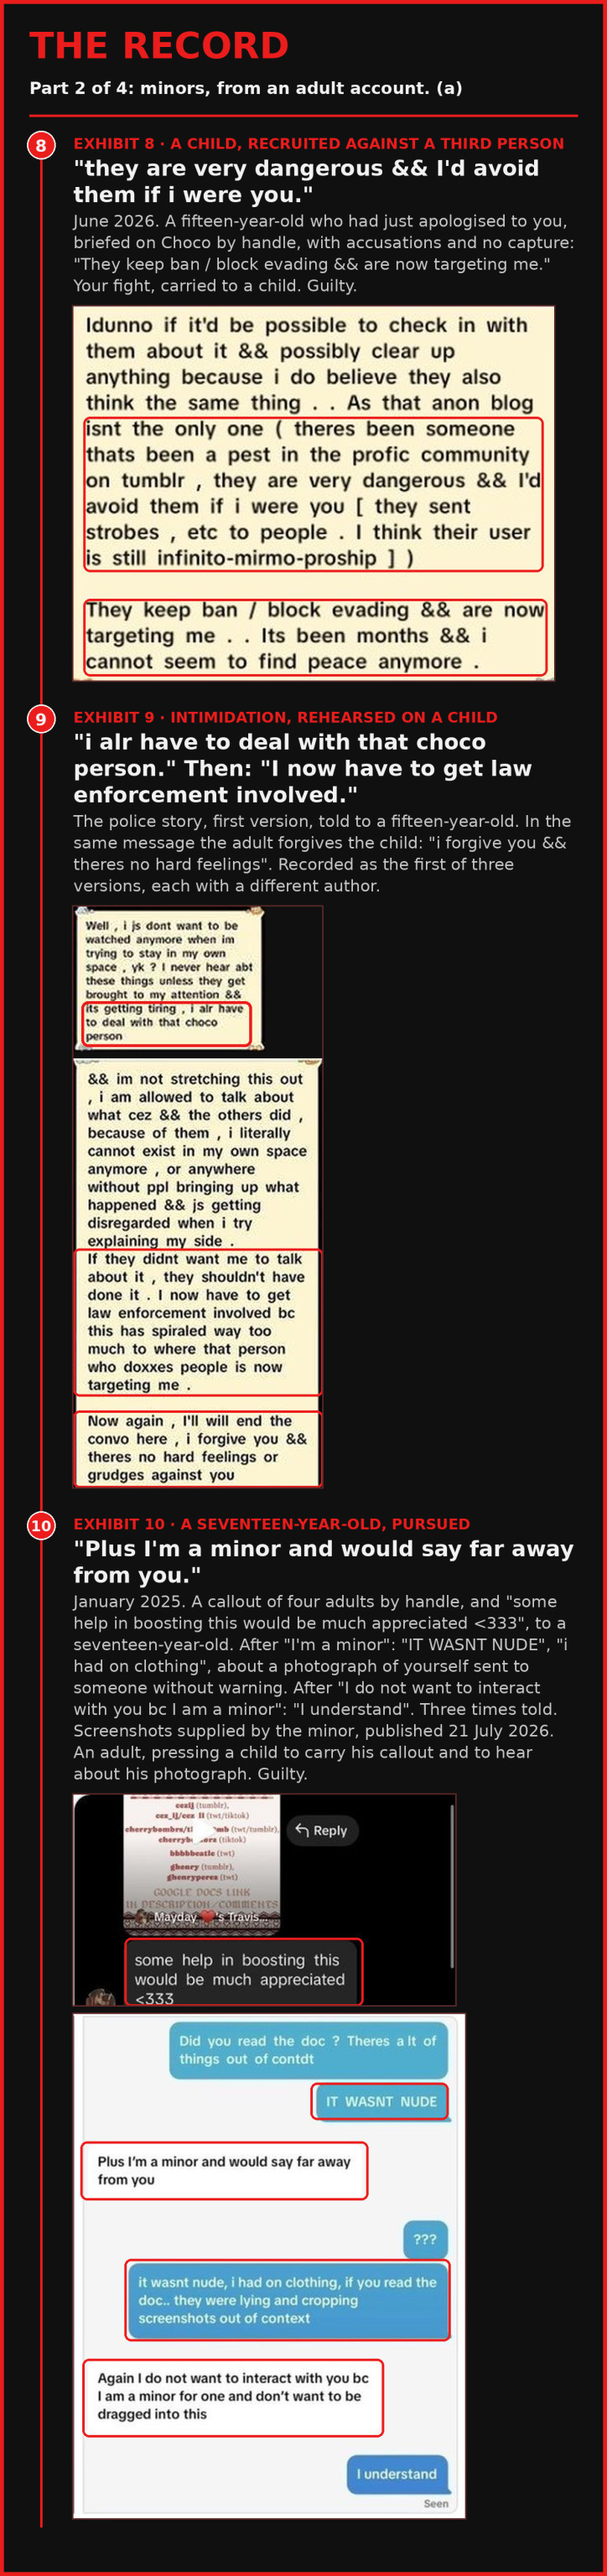 THE RECORD
Part 2 of 4: minors, from an adult account. (a)
8
EXHIBIT 8 · A CHILD, RECRUITED AGAINST A THIRD PERSON
"they are very dangerous && I'd avoid
them if i were you."
June 2026. A fifteen-year-old who had just apologised to you,
briefed on Choco by handle, with accusations and no capture:
"They keep ban / block evading && are now targeting me."
Your fight, carried to a child. Guilty.
Idunno if it'd be possible to check in with
them about it && possibly clear up
anything because i do believe they also
think the same thing . . As that anon blog
isnt the only one ( theres been someone
thats been a pest in the profic community
on tumblr , they are very dangerous && I'd
avoid them if i were you [ they sent
strobes , etc to people . I think their user
is still infinito-mirmo-proship ] )
They keep ban / block evading && are now
targeting me . . Its been months && i
cannot seem to find peace anymore .
9
EXHIBIT 9 · INTIMIDATION, REHEARSED ON A CHILD
"i alr have to deal with that choco
person." Then: "I now have to get law
enforcement involved."
The police story, first version, told to a fifteen-year-old. In the
same message the adult forgives the child: "i forgive you &&
theres no hard feelings". Recorded as the first of three
versions, each with a different author.
Well , i js dont want to be
watched anymore when im
trying to stay in my own
space , yk ? I never hear abt
these things unless they get
brought to my attention &&
its getting tiring , i alr have
to deal with that choco
person
&& im not stretching this out
, i am allowed to talk about
what cez && the others did ,
because of them , i literally
cannot exist in my own space
anymore , or anywhere
without ppl bringing up what
happened && js getting
disregarded when i try
explaining my side .
If they didnt want me to talk
about it , they shouldn't have
done it . I now have to get
law enforcement involved bc
this has spiraled way too
much to where that person
who doxxes people is now
targeting me .
Now again , I'll will end the
convo here , i forgive you &&
theres no hard feelings or
grudges against you
10
EXHIBIT 10 · A SEVENTEEN-YEAR-OLD, PURSUED
"Plus I'm a minor and would say far away
from you."
January 2025. A callout of four adults by handle, and "some
help in boosting this would be much appreciated <333", to a
seventeen-year-old. After "I'm a minor": "IT WASNT NUDE", "i
had on clothing", about a photograph of yourself sent to
someone without warning. After "I do not want to interact
with you bc I am a minor": "I understand". Three times told.
Screenshots supplied by the minor, published 21 July 2026.
An adult, pressing a child to carry his callout and to hear
about his photograph. Guilty.
cezij (tumblr),
cez_ij/cez II (twt/tiktok)
(twt/tumblr),
(tiktok)
bbbbbeatle (twt)
ghenry (tumblr),
ghenryperez (twt)
GOOGLE DOCS LINK
IN DESCRIPTION/COMMENTS
Mayday ❤️'s Travis...
Reply
some help in boosting this
would be much appreciated
<333
Did you read the doc ? Theres a lt of
things out of contdt
IT WASNT NUDE
Plus I'm a minor and would say far away
from you
???
it wasnt nude, i had on clothing, if you read the
doc.. they were lying and cropping
screenshots out of context
Again I do not want to interact with you bc
I am a minor for one and don't want to be
dragged into this
I understand
Seen